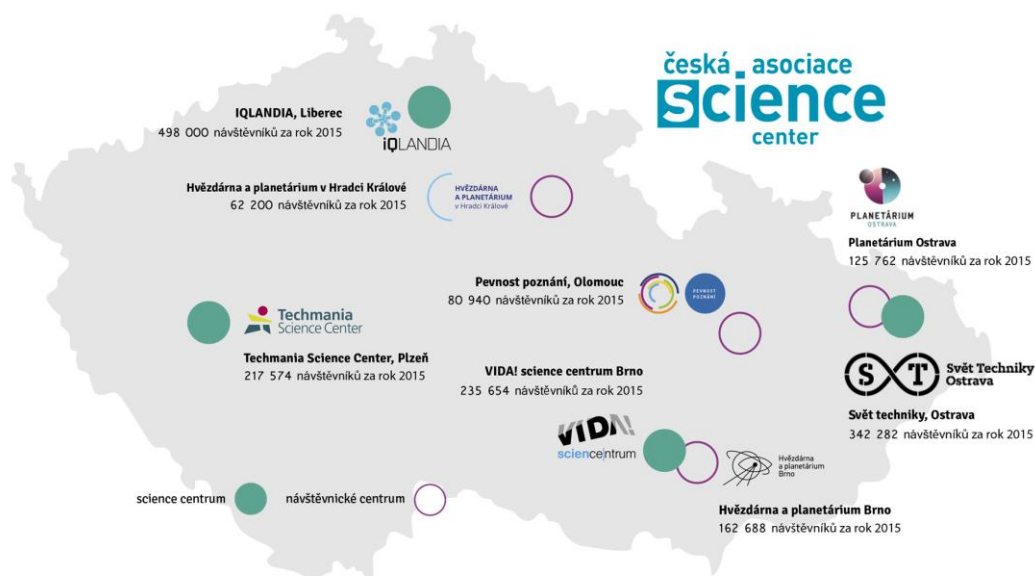 česká asociace
science
center
IQLANDIA, Liberec
498 000 návštěvníků za rok 2015
iQLANDIA
Hvězdárna a planetárium v Hradci Králové
62 200 návštěvníků za rok 2015
HVĚZDÁRNA
A PLANETÁRIUM
v Hradci Králové
PLANETÁRIUM
OSTRAVA
Planetárium Ostrava
125 762 návštěvníků za rok 2015
Pevnost poznání, Olomouc
80 940 návštěvníků za rok 2015
PEVNOST
POZNÁNÍ
Techmania
Science Center
Techmania Science Center, Plzeň
217 574 návštěvníků za rok 2015
VIDA! science centrum Brno
235 654 návštěvníků za rok 2015
S T
Svět Techniky
Ostrava
Svět techniky, Ostrava
342 282 návštěvníků za rok 2015
VIDA!
sciencentrum
Hvězdárna
a planetárium
Brno
Hvězdárna a planetárium Brno
162 688 návštěvníků za rok 2015
science centrum
návštěvnické centrum